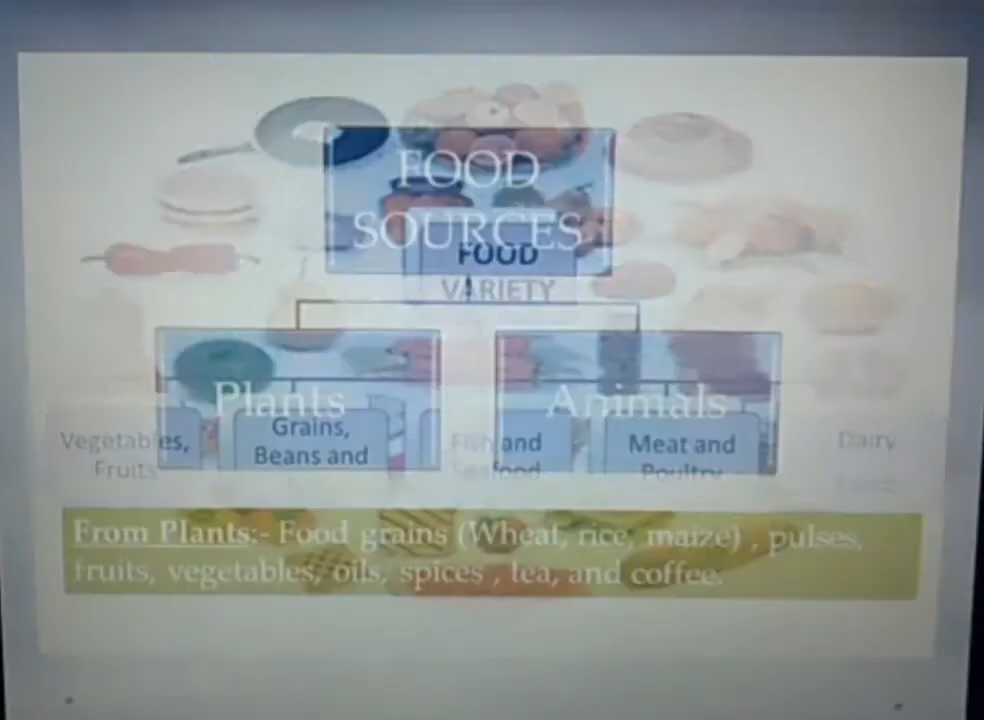 FOOD
SOURCES
FOOD
VARIETY
Plants
Animals
Vegetables,
Fruits
Grains,
Beans and
Fish and
Seafood
Meat and
Poultry
Dairy
From Plants:- Food grains (Wheat, rice, maize) , pulses,
fruits, vegetables, oils, spices , tea, and coffee.